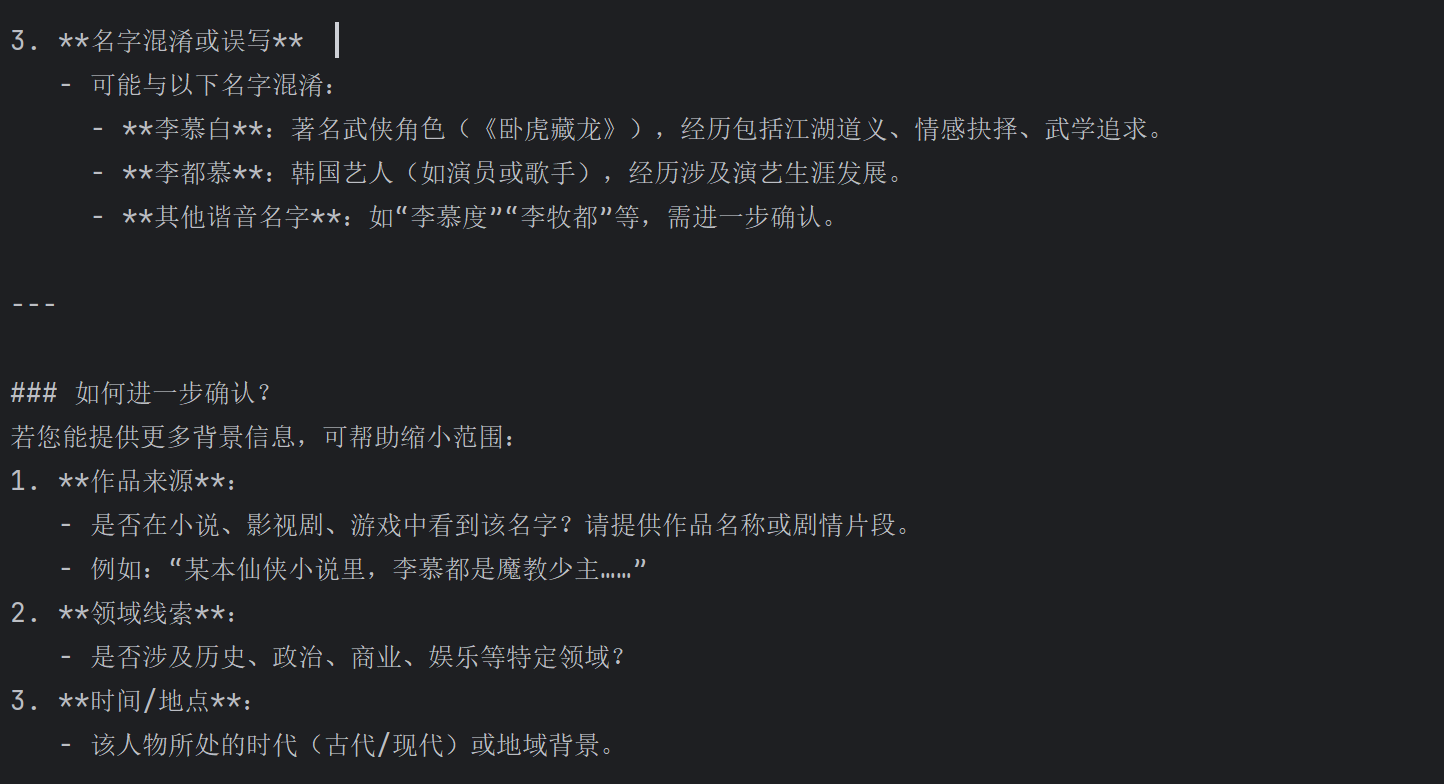 3. **名字混淆或误写**
- 可能与以下名字混淆：
- **李慕白**：著名武侠角色（《卧虎藏龙》），经历包括江湖道义、情感抉择、武学追求。
- **李都慕**：韩国艺人（如演员或歌手），经历涉及演艺生涯发展。
- **其他谐音名字**：如“李慕度”“李牧都”等，需进一步确认。
---
### 如何进一步确认？
若您能提供更多背景信息，可帮助缩小范围：
1. **作品来源**：
- 是否在小说、影视剧、游戏中看到该名字？请提供作品名称或剧情片段。
- 例如：“某本仙侠小说里，李慕都是魔教少主……”
2. **领域线索**：
- 是否涉及历史、政治、商业、娱乐等特定领域？
3. **时间/地点**：
- 该人物所处的时代（古代/现代）或地域背景。